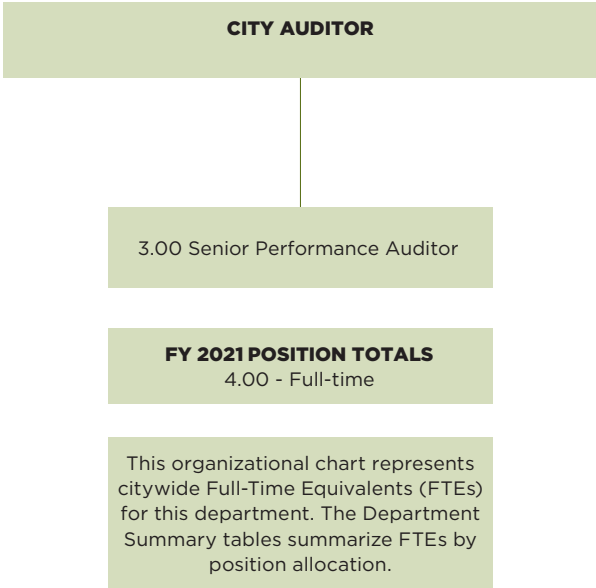 CITY AUDITOR
3.00 Senior Performance Auditor
FY 2021 POSITION TOTALS
4.00 - Full-time
This organizational chart represents
citywide Full-Time Equivalents (FTEs)
for this department. The Department
Summary tables summarize FTEs by
position allocation.